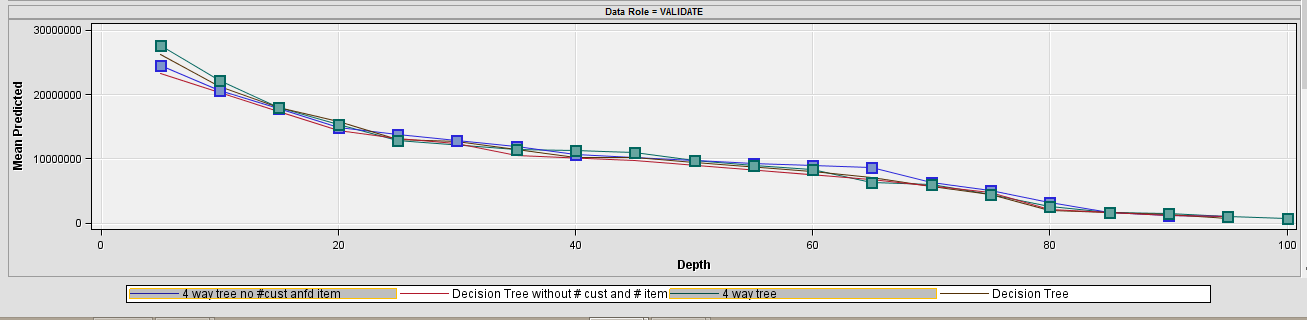 Data Role = VALIDATE
30000000
20000000
10000000
0
Mean Predicted
0 20 40 60 80 100
Depth
4 way tree no #cust anfd item Decision Tree without # cust and # item 4 way tree Decision Tree